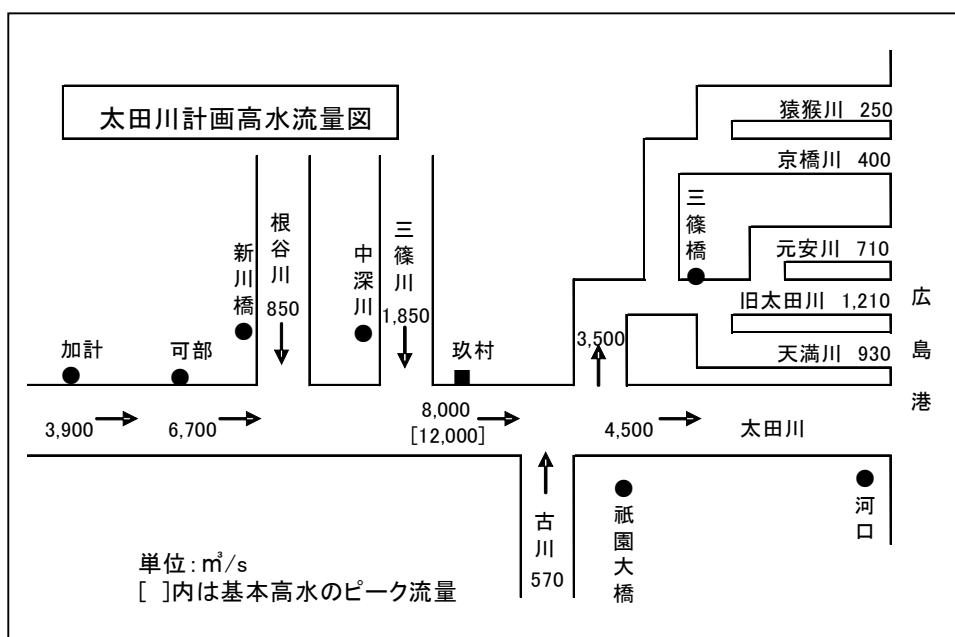 太田川計画高水流量図
猿猴川 250
京橋川 400
三篠橋
元安川 710
旧太田川 1,210
天満川 930
広島港
根谷川
850
新川橋
中深川
三篠川
1,850
加計
可部
玖村
3,500
3,900
6,700
8,000
[12,000]
4,500
太田川
古川
570
祇園大橋
河口
単位:㎥/s
[ ]内は基本高水のピーク流量